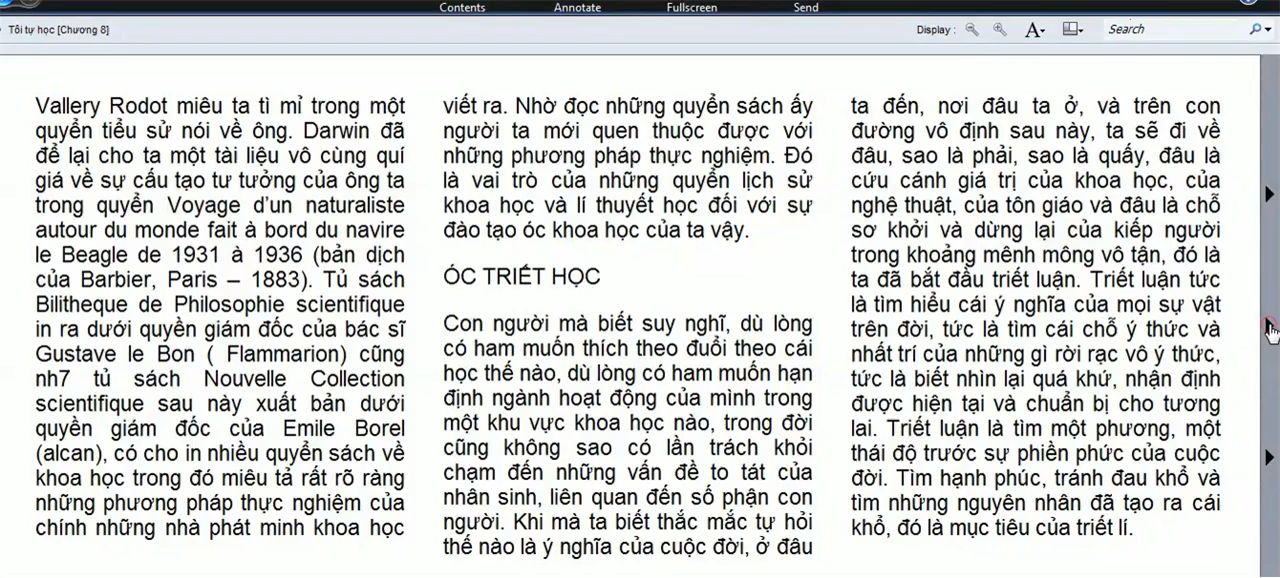 Contents Annotate Fullscreen Send
Tôi tự học [Chương 8] Display : Search
Vallery Rodot miêu tả tỉ mỉ trong một
quyển tiểu sử nói về ông. Darwin đã
để lại cho ta một tài liệu vô cùng quí
giá về sự cấu tạo tư tưởng của ông ta
trong quyển Voyage d'un naturaliste
autour du monde fait à bord du navire
le Beagle de 1931 à 1936 (bản dịch
của Barbier, Paris – 1883). Tủ sách
Bilitheque de Philosophie scientifique
in ra dưới quyền giám đốc của bác sĩ
Gustave le Bon ( Flammarion) cũng
nh7 tủ sách Nouvelle Collection
scientifique sau này xuất bản dưới
quyền giám đốc của Emile Borel
(alcan), có cho in nhiều quyển sách về
khoa học trong đó miêu tả rất rõ ràng
những phương pháp thực nghiệm của
chính những nhà phát minh khoa học
viết ra. Nhờ đọc những quyển sách ấy
người ta mới quen thuộc được với
những phương pháp thực nghiệm. Đó
là vai trò của những quyển lịch sử
khoa học và lí thuyết học đối với sự
đào tạo óc khoa học của ta vậy.
ÓC TRIẾT HỌC
Con người mà biết suy nghĩ, dù lòng
có ham muốn thích theo đuổi theo cái
học thế nào, dù lòng có ham muốn hạn
định ngành hoạt động của mình trong
một khu vực khoa học nào, trong đời
cũng không sao có lần trách khỏi
chạm đến những vấn đề to tát của
nhân sinh, liên quan đến số phận con
người. Khi mà ta biết thắc mắc tự hỏi
thế nào là ý nghĩa của cuộc đời, ở đâu
ta đến, nơi đâu ta ở, và trên con
đường vô định sau này, ta sẽ đi về
đâu, sao là phải, sao là quấy, đâu là
cứu cánh giá trị của khoa học, của
nghệ thuật, của tôn giáo và đâu là chỗ
sơ khởi và dừng lại của kiếp người
trong khoảng mênh mông vô tận, đó là
ta đã bắt đầu triết luận. Triết luận tức
là tìm hiểu cái ý nghĩa của mọi sự vật
trên đời, tức là tìm cái chỗ ý thức và
nhất trí của những gì rời rạc vô ý thức,
tức là biết nhìn lại quá khứ, nhận định
được hiện tại và chuẩn bị cho tương
lai. Triết luận là tìm một phương, một
thái độ trước sự phiền phức của cuộc
đời. Tìm hạnh phúc, tránh đau khổ và
tìm những nguyên nhân đã tạo ra cái
khổ, đó là mục tiêu của triết lí.